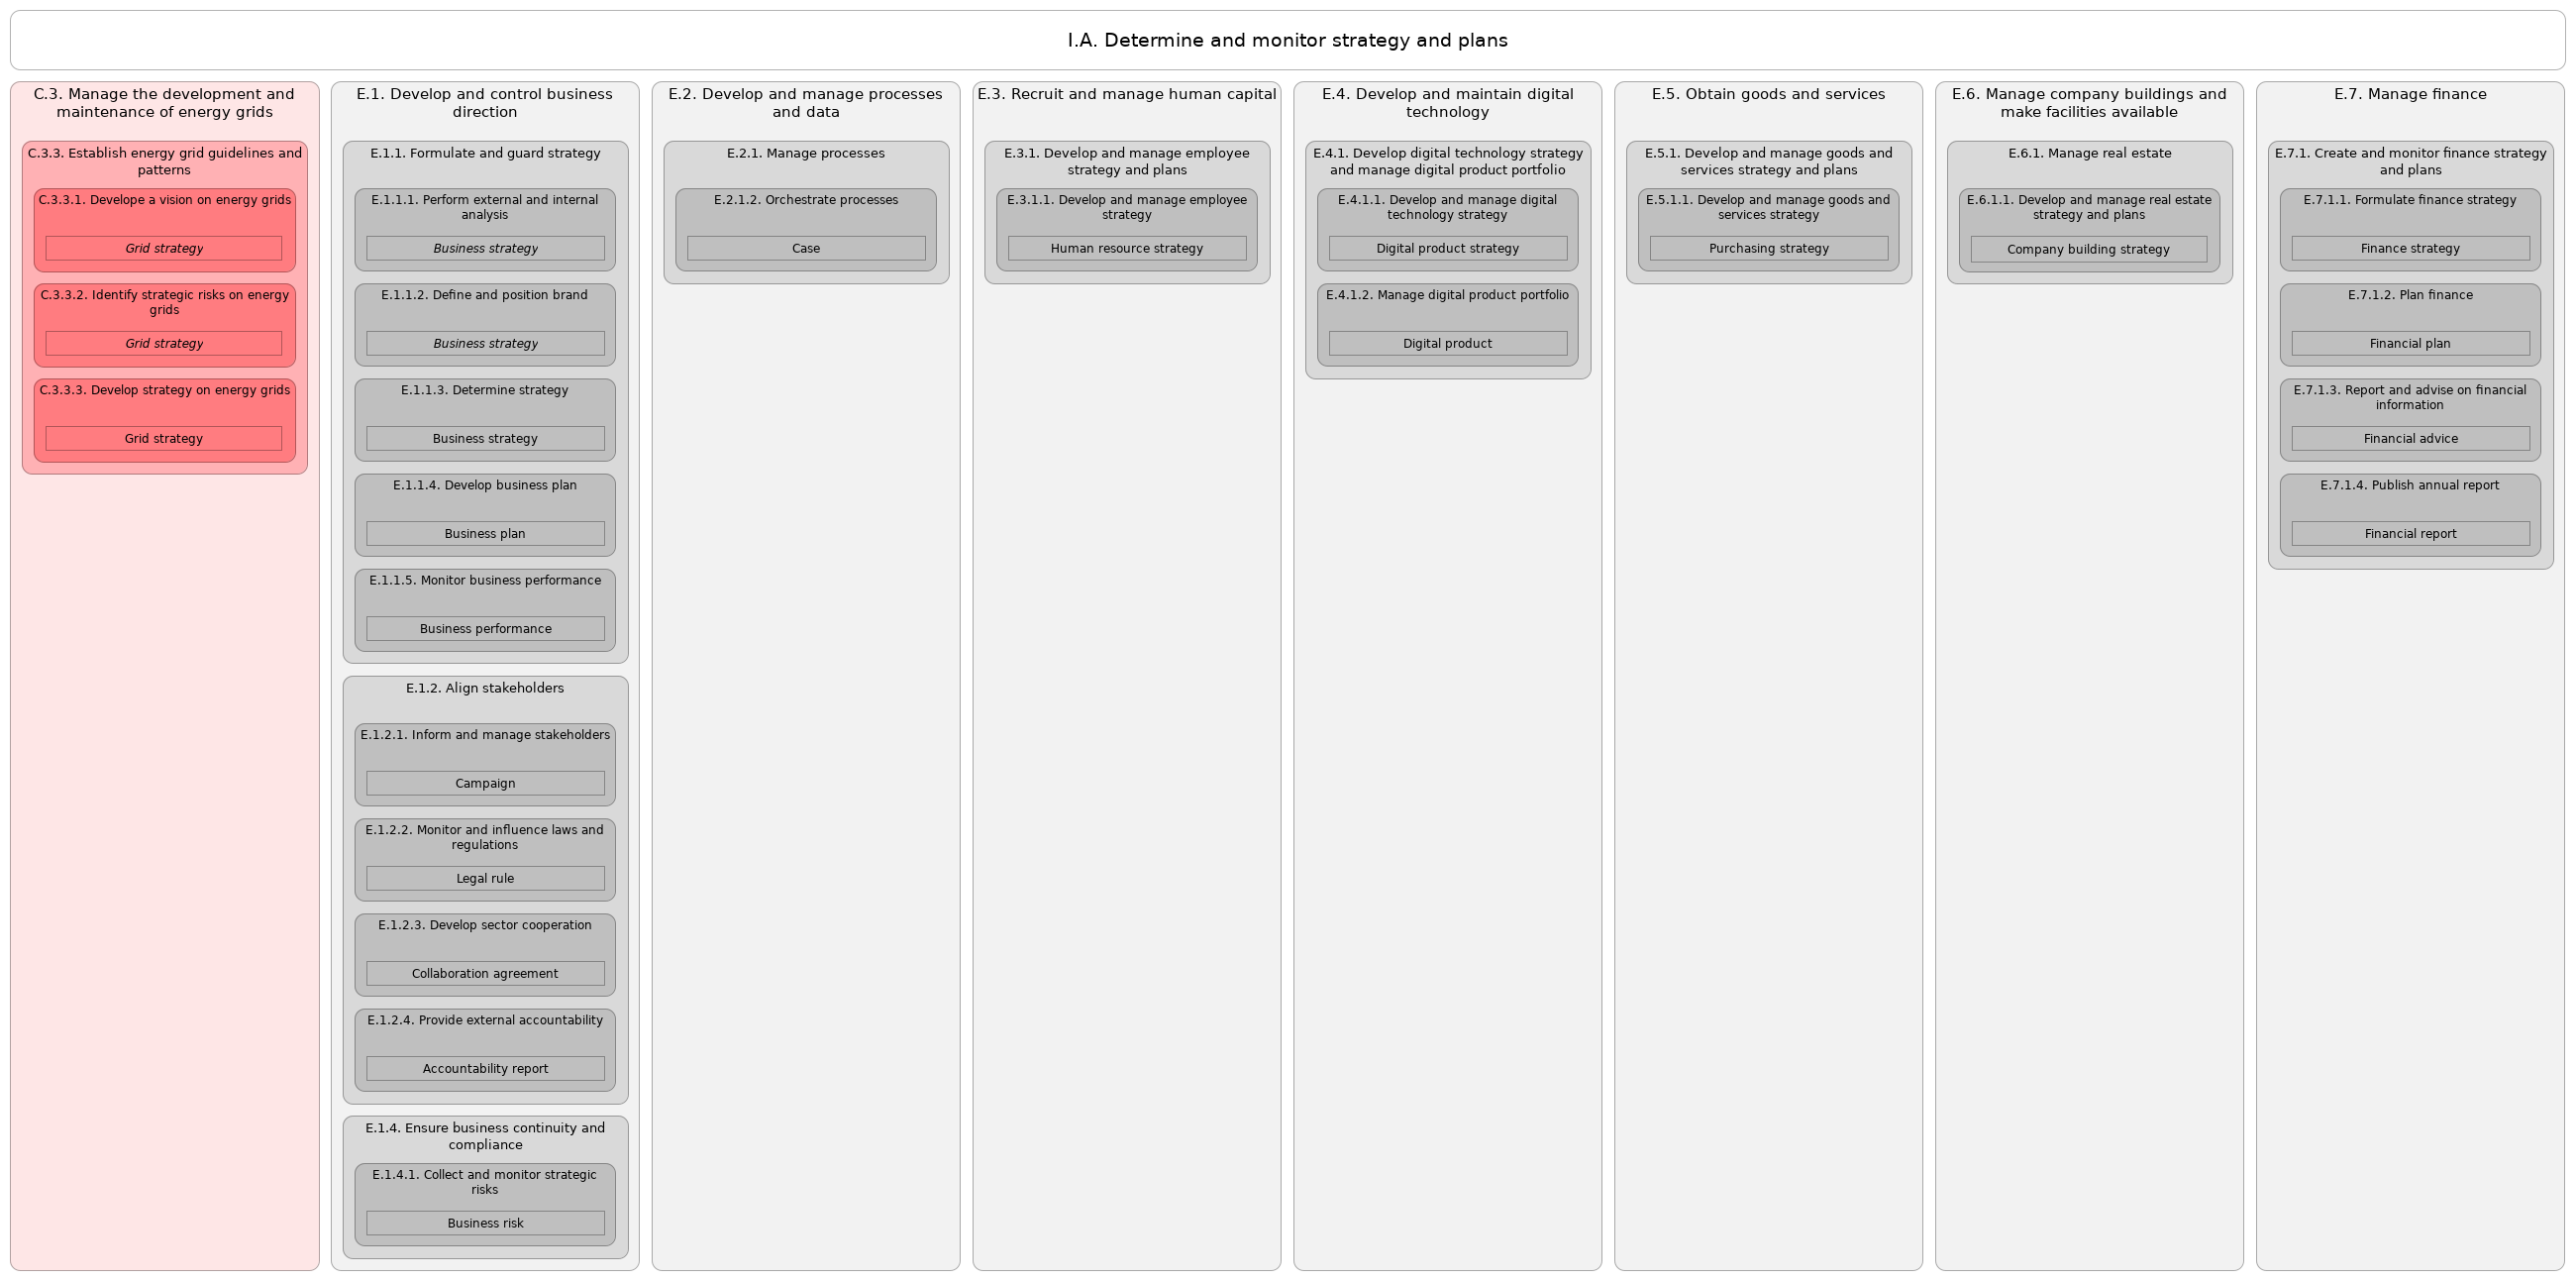 I.A. Determine and monitor strategy and plans
C.3. Manage the development and
maintenance of energy grids
C.3.3. Establish energy grid guidelines and
patterns
C.3.3.1. Develope a vision on energy grids
Grid strategy
C.3.3.2. Identify strategic risks on energy
grids
Grid strategy
C.3.3.3. Develop strategy on energy grids
Grid strategy
E.1. Develop and control business
direction
E.1.1. Formulate and guard strategy
E.1.1.1. Perform external and internal
analysis
Business strategy
E.1.1.2. Define and position brand
Business strategy
E.1.1.3. Determine strategy
Business strategy
E.1.1.4. Develop business plan
Business plan
E.1.1.5. Monitor business performance
Business performance
E.1.2. Align stakeholders
E.1.2.1. Inform and manage stakeholders
Campaign
E.1.2.2. Monitor and influence laws and
regulations
Legal rule
E.1.2.3. Develop sector cooperation
Collaboration agreement
E.1.2.4. Provide external accountability
Accountability report
E.1.4. Ensure business continuity and
compliance
E.1.4.1. Collect and monitor strategic
risks
Business risk
E.2. Develop and manage processes
and data
E.2.1. Manage processes
E.2.1.2. Orchestrate processes
Case
E.3. Recruit and manage human capital
E.3.1. Develop and manage employee
strategy and plans
E.3.1.1. Develop and manage employee
strategy
Human resource strategy
E.4. Develop and maintain digital
technology
E.4.1. Develop digital technology strategy
and manage digital product portfolio
E.4.1.1. Develop and manage digital
technology strategy
Digital product strategy
E.4.1.2. Manage digital product portfolio
Digital product
E.5. Obtain goods and services
E.5.1. Develop and manage goods and
services strategy and plans
E.5.1.1. Develop and manage goods and
services strategy
Purchasing strategy
E.6. Manage company buildings and
make facilities available
E.6.1. Manage real estate
E.6.1.1. Develop and manage real estate
strategy and plans
Company building strategy
E.7. Manage finance
E.7.1. Create and monitor finance strategy
and plans
E.7.1.1. Formulate finance strategy
Finance strategy
E.7.1.2. Plan finance
Financial plan
E.7.1.3. Report and advise on financial
information
Financial advice
E.7.1.4. Publish annual report
Financial report